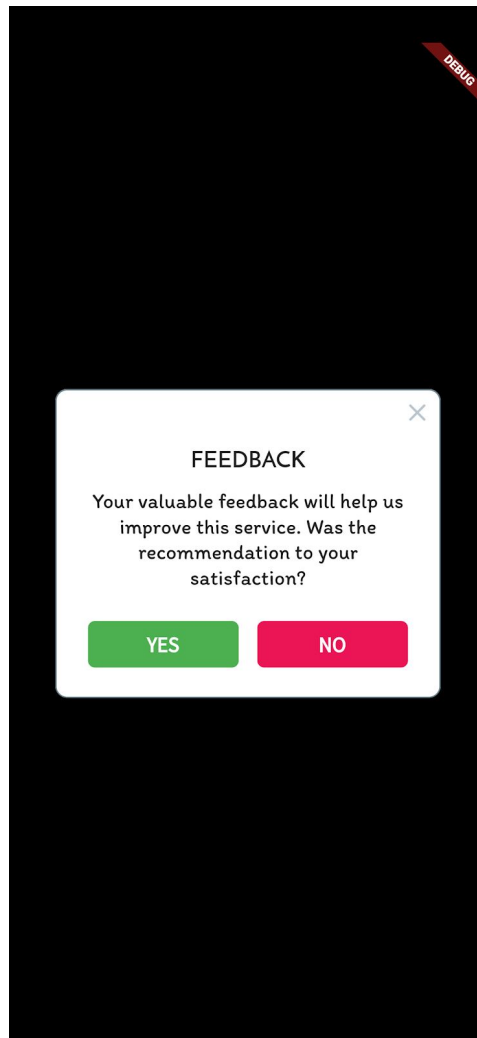 DEBUG
FEEDBACK
Your valuable feedback will help us
improve this service. Was the
recommendation to your
satisfaction?
YES
NO